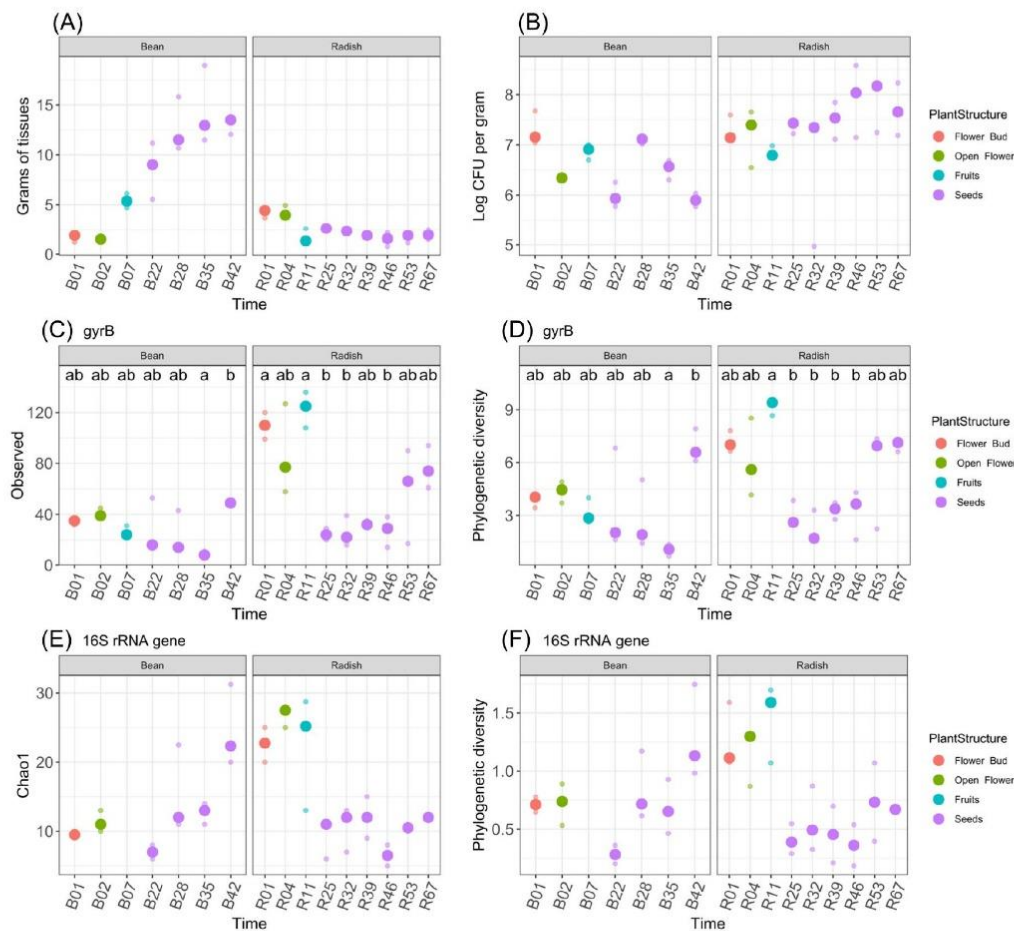 (A)
Bean Radish
Grams of tissues
15
10
5
0
B01 B02 B07 B22 B28 B35 B42 R01 R04 R11 R25 R32 R39 R46 R53 R67
Time
(B)
Bean Radish
Log CFU per gram
8
7
6
5
B01 B02 B07 B22 B28 B35 B42 R01 R04 R11 R25 R32 R39 R46 R53 R67
Time
PlantStructure
Flower Bud
Open Flower
Fruits
Seeds
(C) gyrB
Bean Radish
ab ab ab ab ab a b a ab a b b ab b ab ab
Observed
120
80
40
0
B01 B02 B07 B22 B28 B35 B42 R01 R04 R11 R25 R32 R39 R46 R53 R67
Time
(D) gyrB
Bean Radish
ab ab ab ab ab a b ab ab a b b b b ab ab
Phylogenetic diversity
9
6
3
B01 B02 B07 B22 B28 B35 B42 R01 R04 R11 R25 R32 R39 R46 R53 R67
Time
PlantStructure
Flower Bud
Open Flower
Fruits
Seeds
(E) 16S rRNA gene
Bean Radish
Chao1
30
20
10
B01 B02 B07 B22 B28 B35 B42 R01 R04 R11 R25 R32 R39 R46 R53 R67
Time
(F) 16S rRNA gene
Bean Radish
Phylogenetic diversity
1.5
1.0
0.5
B01 B02 B07 B22 B28 B35 B42 R01 R04 R11 R25 R32 R39 R46 R53 R67
Time
PlantStructure
Flower Bud
Open Flower
Fruits
Seeds